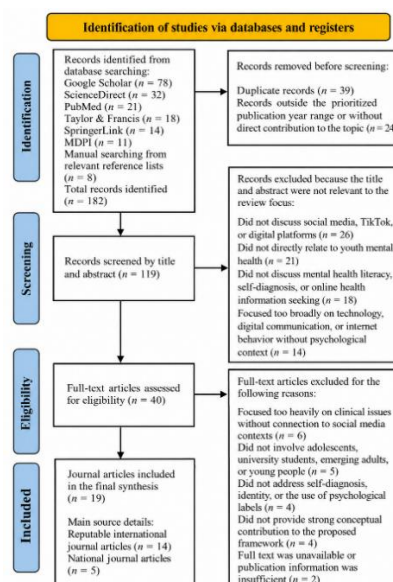 Identification of studies via databases and registers
Identification
Records identified from
database searching:
Google Scholar (n = 78)
ScienceDirect (n = 32)
PubMed (n = 21)
Taylor & Francis (n = 18)
SpringerLink (n = 14)
MDPI (n = 11)
Manual searching from
relevant reference lists
(n = 8)
Total records identified
(n = 182)
Records removed before screening:
Duplicate records (n = 39)
Records outside the prioritized
publication year range or without
direct contribution to the topic (n = 24)
Screening
Records screened by title
and abstract (n = 119)
Records excluded because the title
and abstract were not relevant to the
review focus:
Did not discuss social media, TikTok,
or digital platforms (n = 26)
Did not directly relate to youth mental
health (n = 21)
Did not discuss mental health literacy,
self-diagnosis, or online health
information seeking (n = 18)
Focused too broadly on technology,
digital communication, or internet
behavior without psychological
context (n = 14)
Eligibility
Full-text articles assessed
for eligibility (n = 40)
Full-text articles excluded for the
following reasons:
Focused too heavily on clinical issues
without connection to social media
contexts (n = 6)
Did not involve adolescents,
university students, emerging adults,
or young people (n = 5)
Did not address self-diagnosis,
identity, or the use of psychological
labels (n = 4)
Did not provide strong conceptual
contribution to the proposed
framework (n = 4)
Full text was unavailable or
publication information was
insufficient (n = 2)
Included
Journal articles included
in the final synthesis
(n = 19)
Main source details:
Reputable international
journal articles (n = 14)
National journal articles
(n = 5)